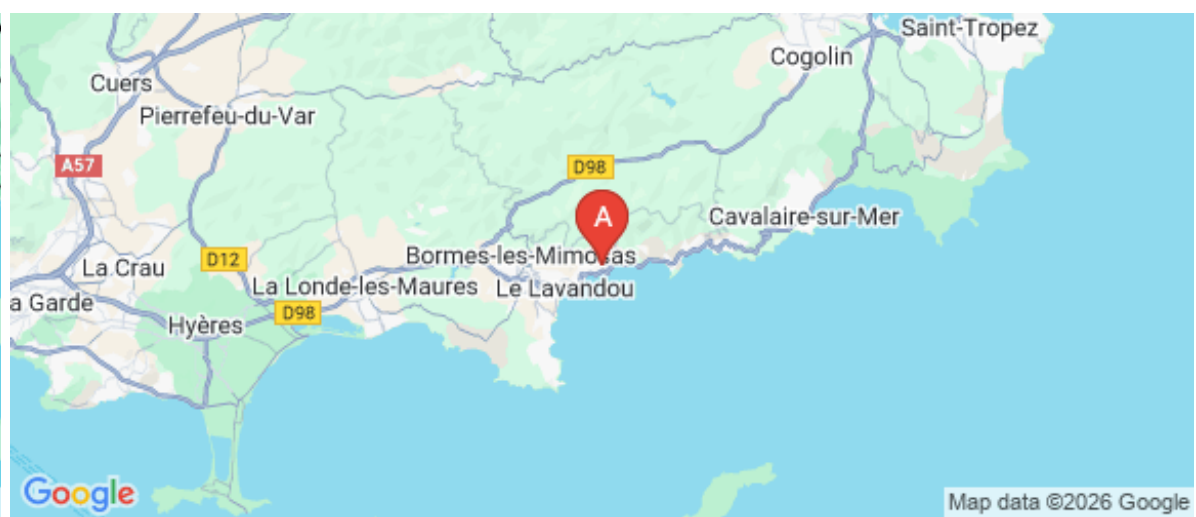 Saint-Tropez
Cogolin
Cuers
Pierrefeu-du-Var
A57
D98
A
Cavalaire-sur-Mer
Bormes-les-Mimosas
D12
La Crau
La Londe-les-Maures
Le Lavandou
a Garde
D98
Hyères
Google
Map data ©2026 Google